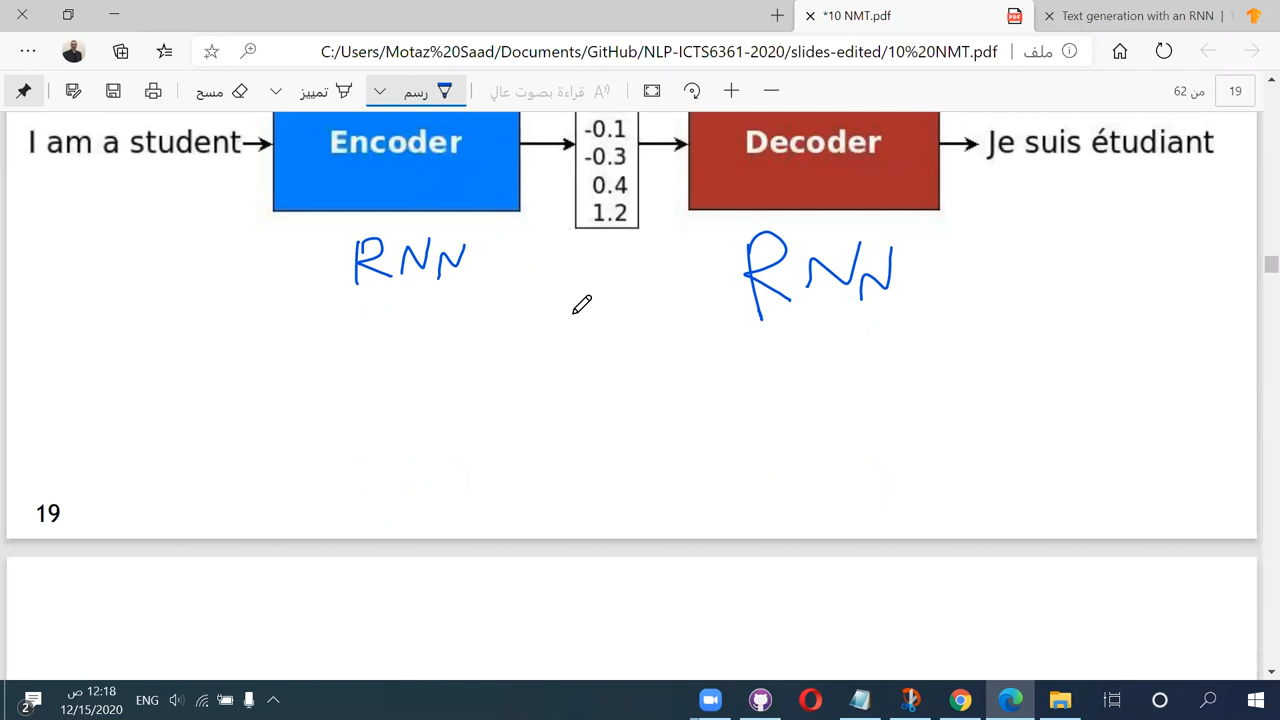 *10 NMT.pdf
Text generation with an RNN | T
C:/Users/Motaz%20Saad/Documents/GitHub/NLP-ICTS6361-2020/slides-edited/10%20NMT.pdf
ملف
مسح
تمييز
رسم
قراءة بصوت عالٍ
من 62
19
I am a student
Encoder
-0.1
-0.3
0.4
1.2
Decoder
Je suis étudiant
RNN
RNN
19
2
12:18 ص
12/15/2020
ENG